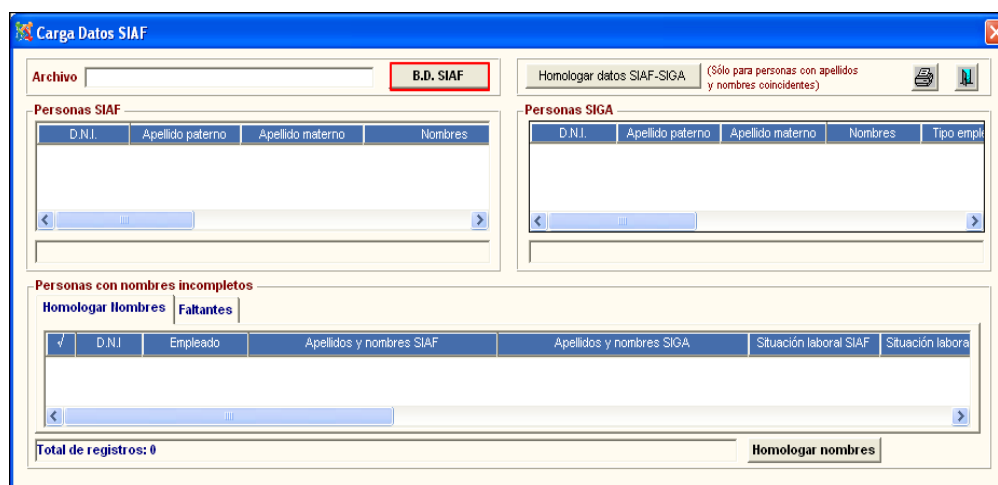 Carga Datos SIAF
Archivo
B.D. SIAF
Homologar datos SIAF-SIGA
(Sólo para personas con apellidos
y nombres coincidentes)
Personas SIAF
D.N.I. Apellido paterno Apellido materno Nombres
Personas SIGA
D.N.I. Apellido paterno Apellido materno Nombres Tipo emple
Personas con nombres incompletos
Homologar Nombres Faltantes
√ D.N.I Empleado Apellidos y nombres SIAF Apellidos y nombres SIGA Situación laboral SIAF Situación labora
Total de registros: 0
Homologar nombres